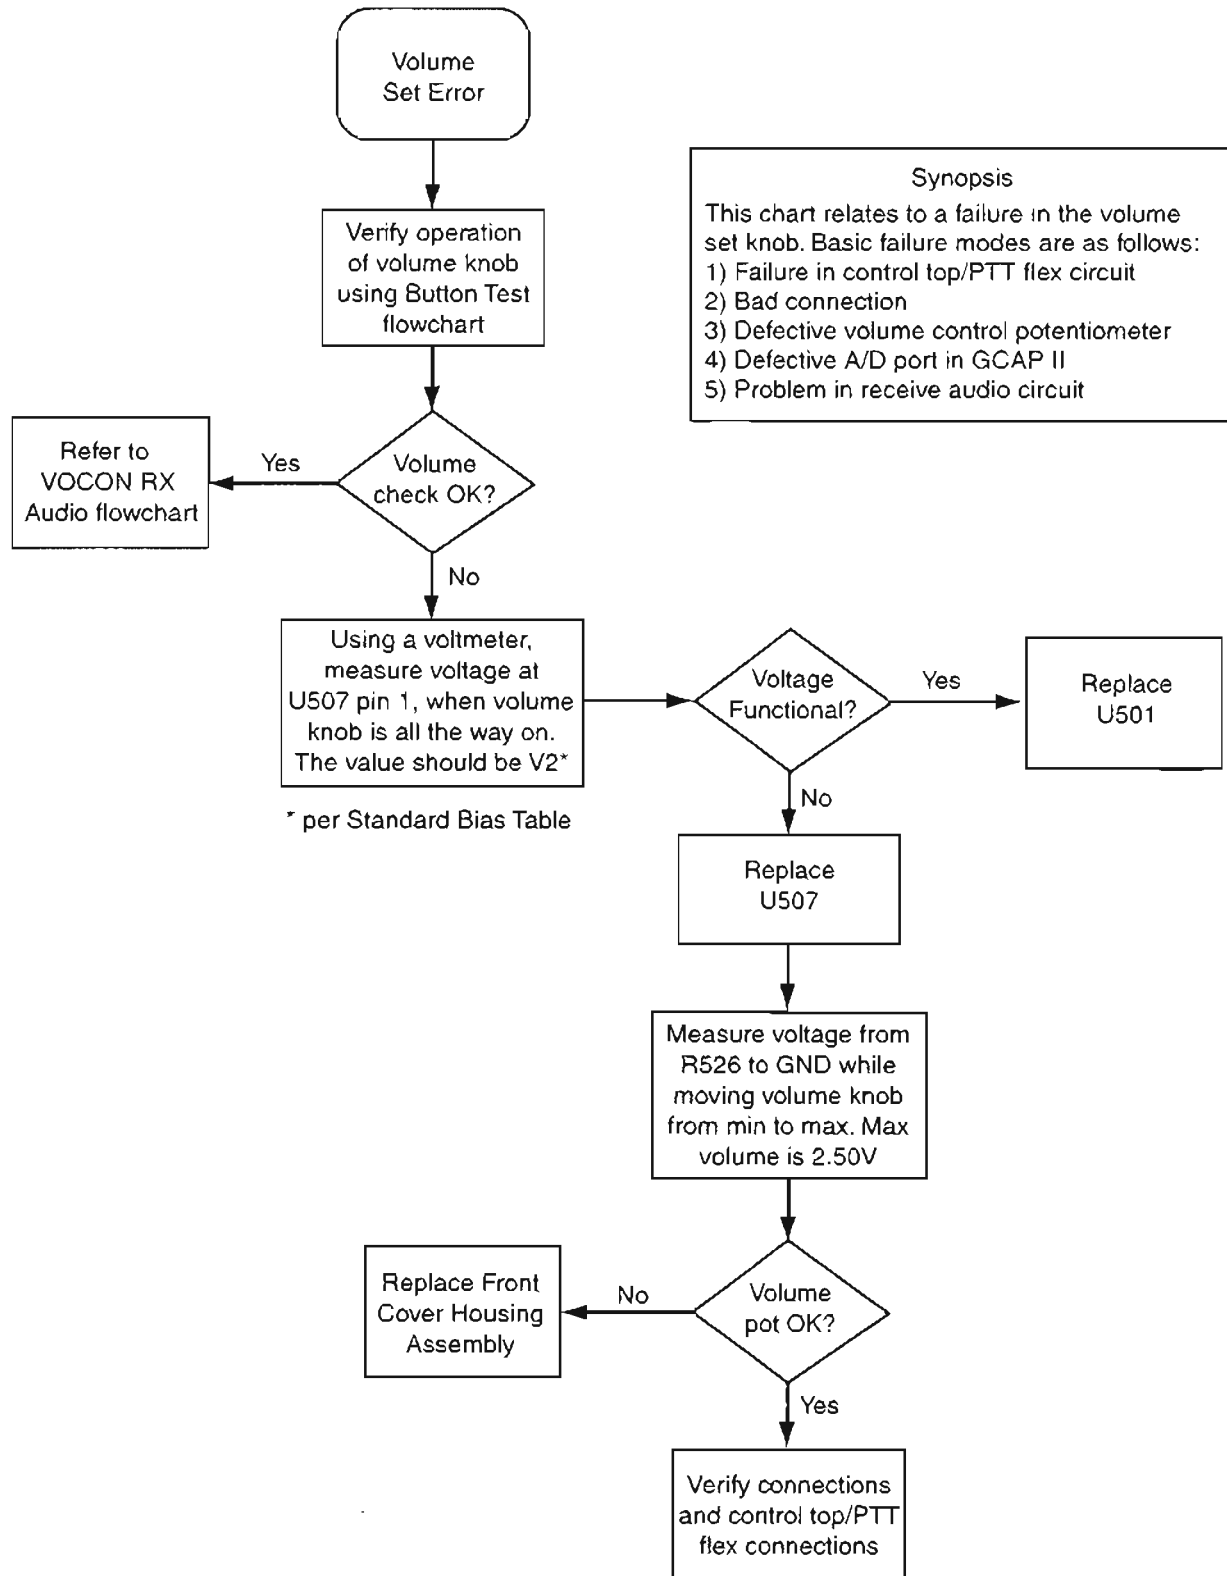 Volume
Set Error
Verify operation
of volume knob
using Button Test
flowchart
Synopsis
This chart relates to a failure in the volume
set knob. Basic failure modes are as follows:
1) Failure in control top/PTT flex circuit
2) Bad connection
3) Defective volume control potentiometer
4) Defective A/D port in GCAP II
5) Problem in receive audio circuit
Refer to
VOCON RX
Audio flowchart
Yes
Volume
check OK?
No
Using a voltmeter,
measure voltage at
U507 pin 1, when volume
knob is all the way on.
The value should be V2*
* per Standard Bias Table
Voltage
Functional?
Yes
Replace
U501
No
Replace
U507
Measure voltage from
R526 to GND while
moving volume knob
from min to max. Max
volume is 2.50V
Volume
pot OK?
No
Replace Front
Cover Housing
Assembly
Yes
Verify connections
and control top/PTT
flex connections